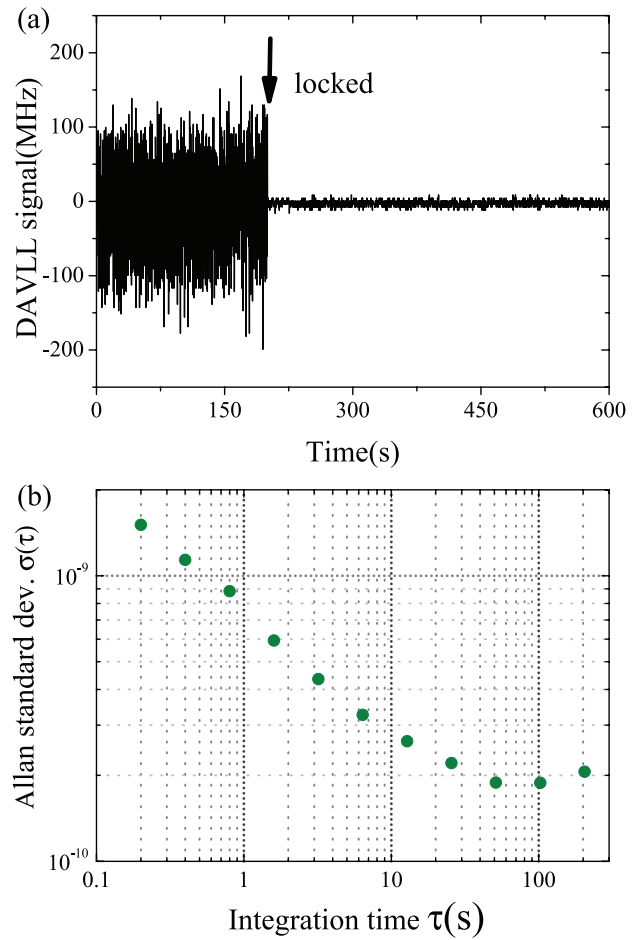 (a)
200
100
0
-100
-200
DAVLL signal(MHz)
locked
0 150 300 450 600
Time(s)
(b)
10⁻⁹
10⁻¹⁰
Allan standard dev. σ(τ)
0.1 1 10 100
Integration time τ(s)